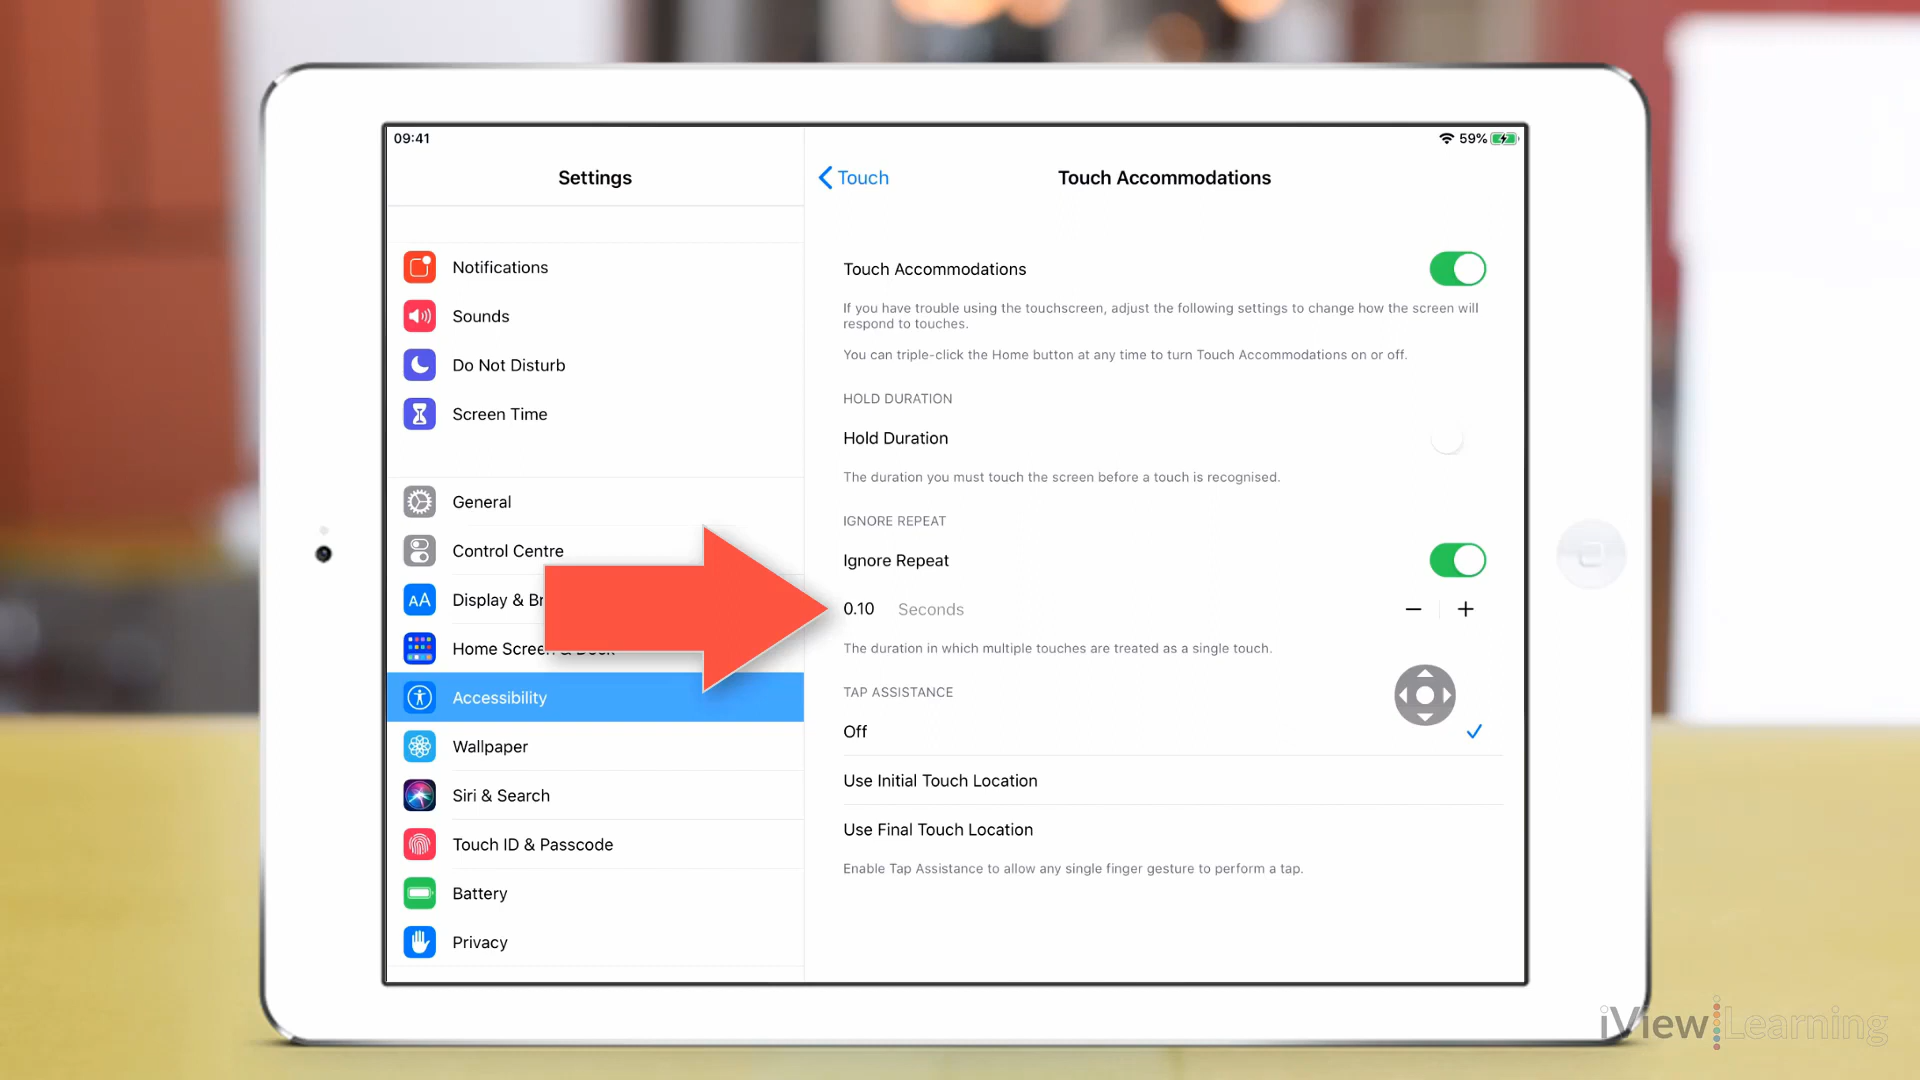 09:41
59%
Settings
Touch
Touch Accommodations
Notifications
Sounds
Do Not Disturb
Screen Time
General
Control Centre
Display & Br
Home Screen & Dock
Accessibility
Wallpaper
Siri & Search
Touch ID & Passcode
Battery
Privacy
Touch Accommodations
If you have trouble using the touchscreen, adjust the following settings to change how the screen will
respond to touches.
You can triple-click the Home button at any time to turn Touch Accommodations on or off.
HOLD DURATION
Hold Duration
The duration you must touch the screen before a touch is recognised.
IGNORE REPEAT
Ignore Repeat
0.10 Seconds
The duration in which multiple touches are treated as a single touch.
TAP ASSISTANCE
Off
Use Initial Touch Location
Use Final Touch Location
Enable Tap Assistance to allow any single finger gesture to perform a tap.
AA
iView Learning